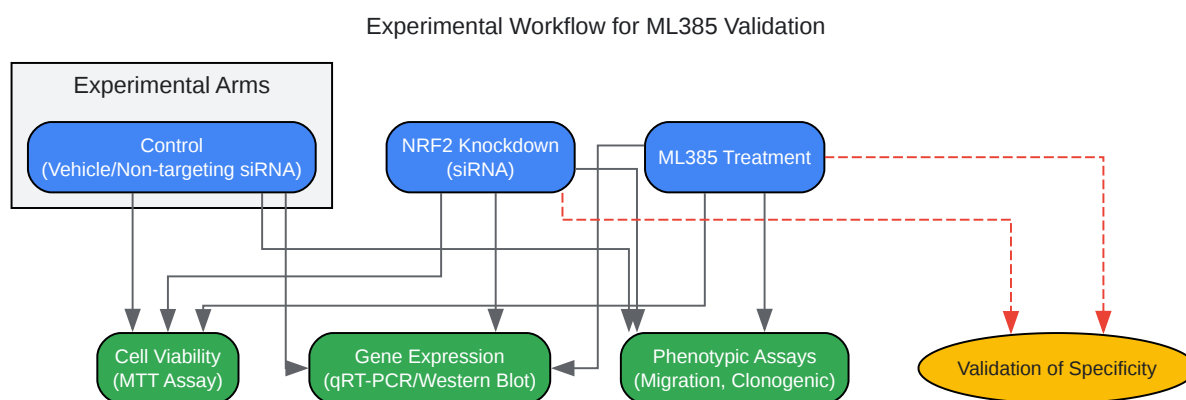 Experimental Workflow for ML385 Validation
Experimental Arms
Control
(Vehicle/Non-targeting siRNA)
NRF2 Knockdown
(siRNA)
ML385 Treatment
Cell Viability
(MTT Assay)
Gene Expression
(qRT-PCR/Western Blot)
Phenotypic Assays
(Migration, Clonogenic)
Validation of Specificity